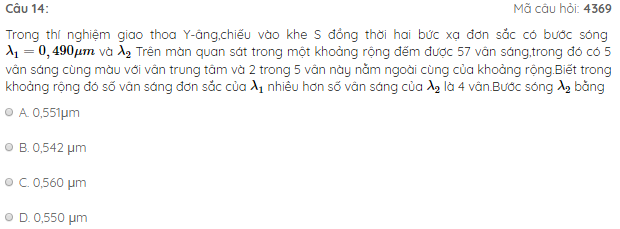 Câu 14: Mã câu hỏi: 4369
Trong thí nghiệm giao thoa Y-âng,chiếu vào khe S đồng thời hai bức xạ đơn sắc có bước sóng
λ₁ = 0,490μm và λ₂ Trên màn quan sát trong một khoảng rộng đếm được 57 vân sáng,trong đó có 5
vân sáng cùng màu với vân trung tâm và 2 trong 5 vân này nằm ngoài cùng của khoảng rộng.Biết trong
khoảng rộng đó số vân sáng đơn sắc của λ₁ nhiều hơn số vân sáng của λ₂ là 4 vân.Bước sóng λ₂ bằng
A. 0,551μm
B. 0,542 μm
C. 0,560 μm
D. 0,550 μm